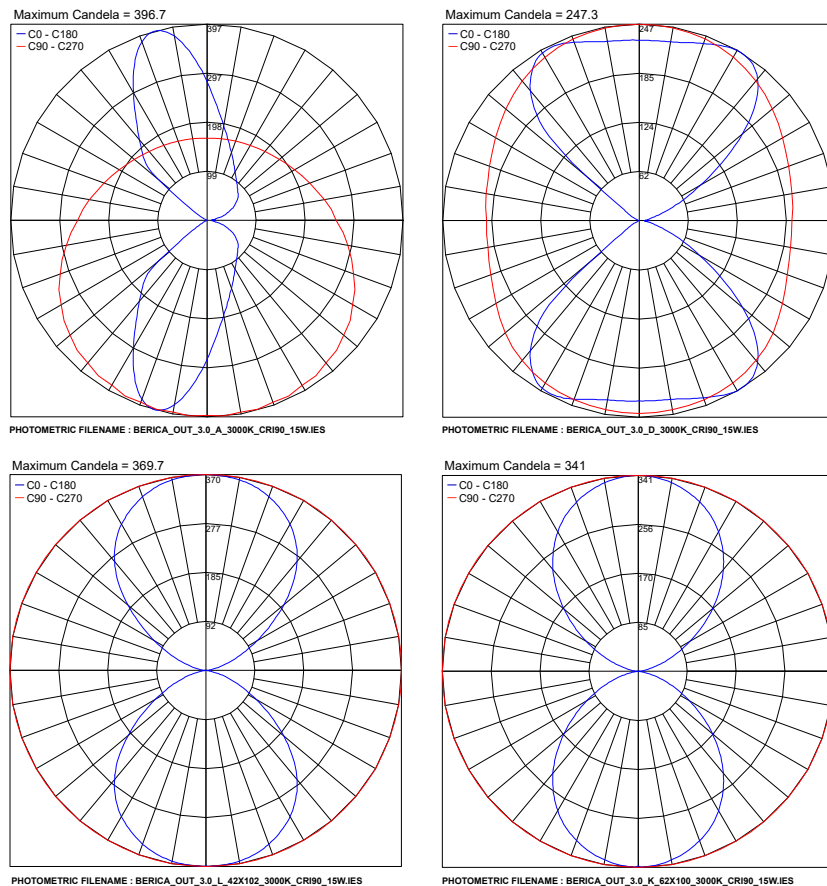 Maximum Candela = 396.7
C0 - C180
C90 - C270
397
297
198
99
PHOTOMETRIC FILENAME : BERICA_OUT_3.0_A_3000K_CRI90_15W.IES
Maximum Candela = 247.3
C0 - C180
C90 - C270
247
185
124
62
PHOTOMETRIC FILENAME : BERICA_OUT_3.0_D_3000K_CRI90_15W.IES
Maximum Candela = 369.7
C0 - C180
C90 - C270
370
277
185
92
PHOTOMETRIC FILENAME : BERICA_OUT_3.0_L_42X102_3000K_CRI90_15W.IES
Maximum Candela = 341
C0 - C180
C90 - C270
341
256
170
85
PHOTOMETRIC FILENAME : BERICA_OUT_3.0_K_62X100_3000K_CRI90_15W.IES